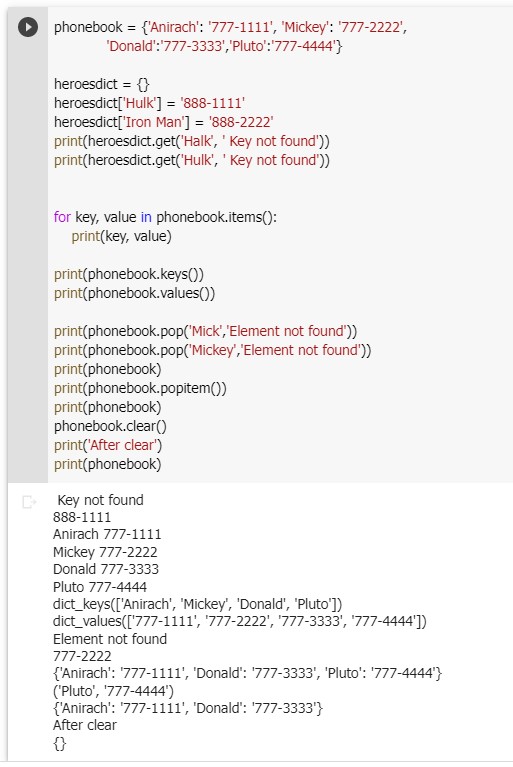 phonebook = {'Anirach': '777-1111', 'Mickey': '777-2222',
'Donald':'777-3333','Pluto':'777-4444'}
heroesdict = {}
heroesdict['Hulk'] = '888-1111'
heroesdict['Iron Man'] = '888-2222'
print(heroesdict.get('Halk', ' Key not found'))
print(heroesdict.get('Hulk', ' Key not found'))
for key, value in phonebook.items():
print(key, value)
print(phonebook.keys())
print(phonebook.values())
print(phonebook.pop('Mick','Element not found'))
print(phonebook.pop('Mickey','Element not found'))
print(phonebook)
print(phonebook.popitem())
print(phonebook)
phonebook.clear()
print('After clear')
print(phonebook)
Key not found
888-1111
Anirach 777-1111
Mickey 777-2222
Donald 777-3333
Pluto 777-4444
dict_keys(['Anirach', 'Mickey', 'Donald', 'Pluto'])
dict_values(['777-1111', '777-2222', '777-3333', '777-4444'])
Element not found
777-2222
{'Anirach': '777-1111', 'Donald': '777-3333', 'Pluto': '777-4444'}
('Pluto', '777-4444')
{'Anirach': '777-1111', 'Donald': '777-3333'}
After clear
{}